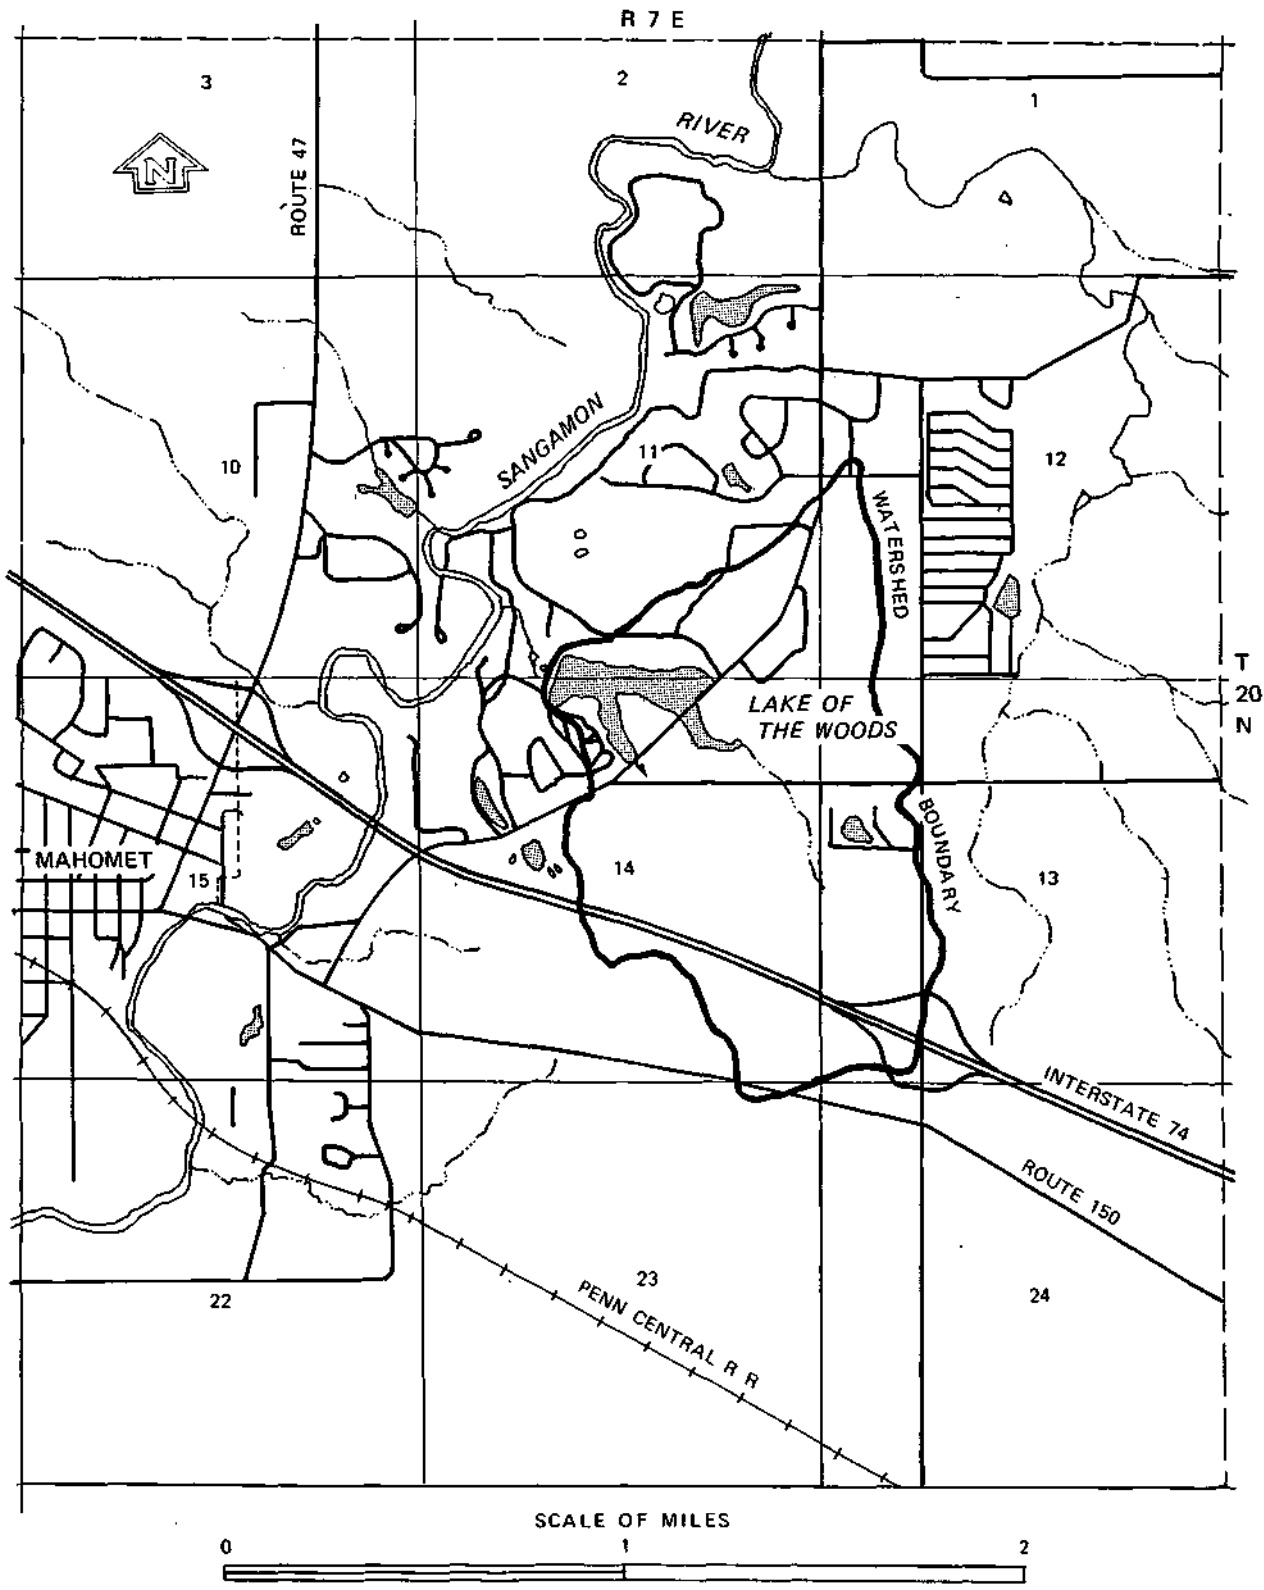 R 7 E
3
2
1
RIVER
N
ROUTE 47
SANGAMON
10
11
12
WATERSHED
T
20
N
LAKE OF
THE WOODS
BOUNDARY
MAHOMET
15
14
13
INTERSTATE 74
ROUTE 150
22
23
24
PENN CENTRAL R R
SCALE OF MILES
0
1
2